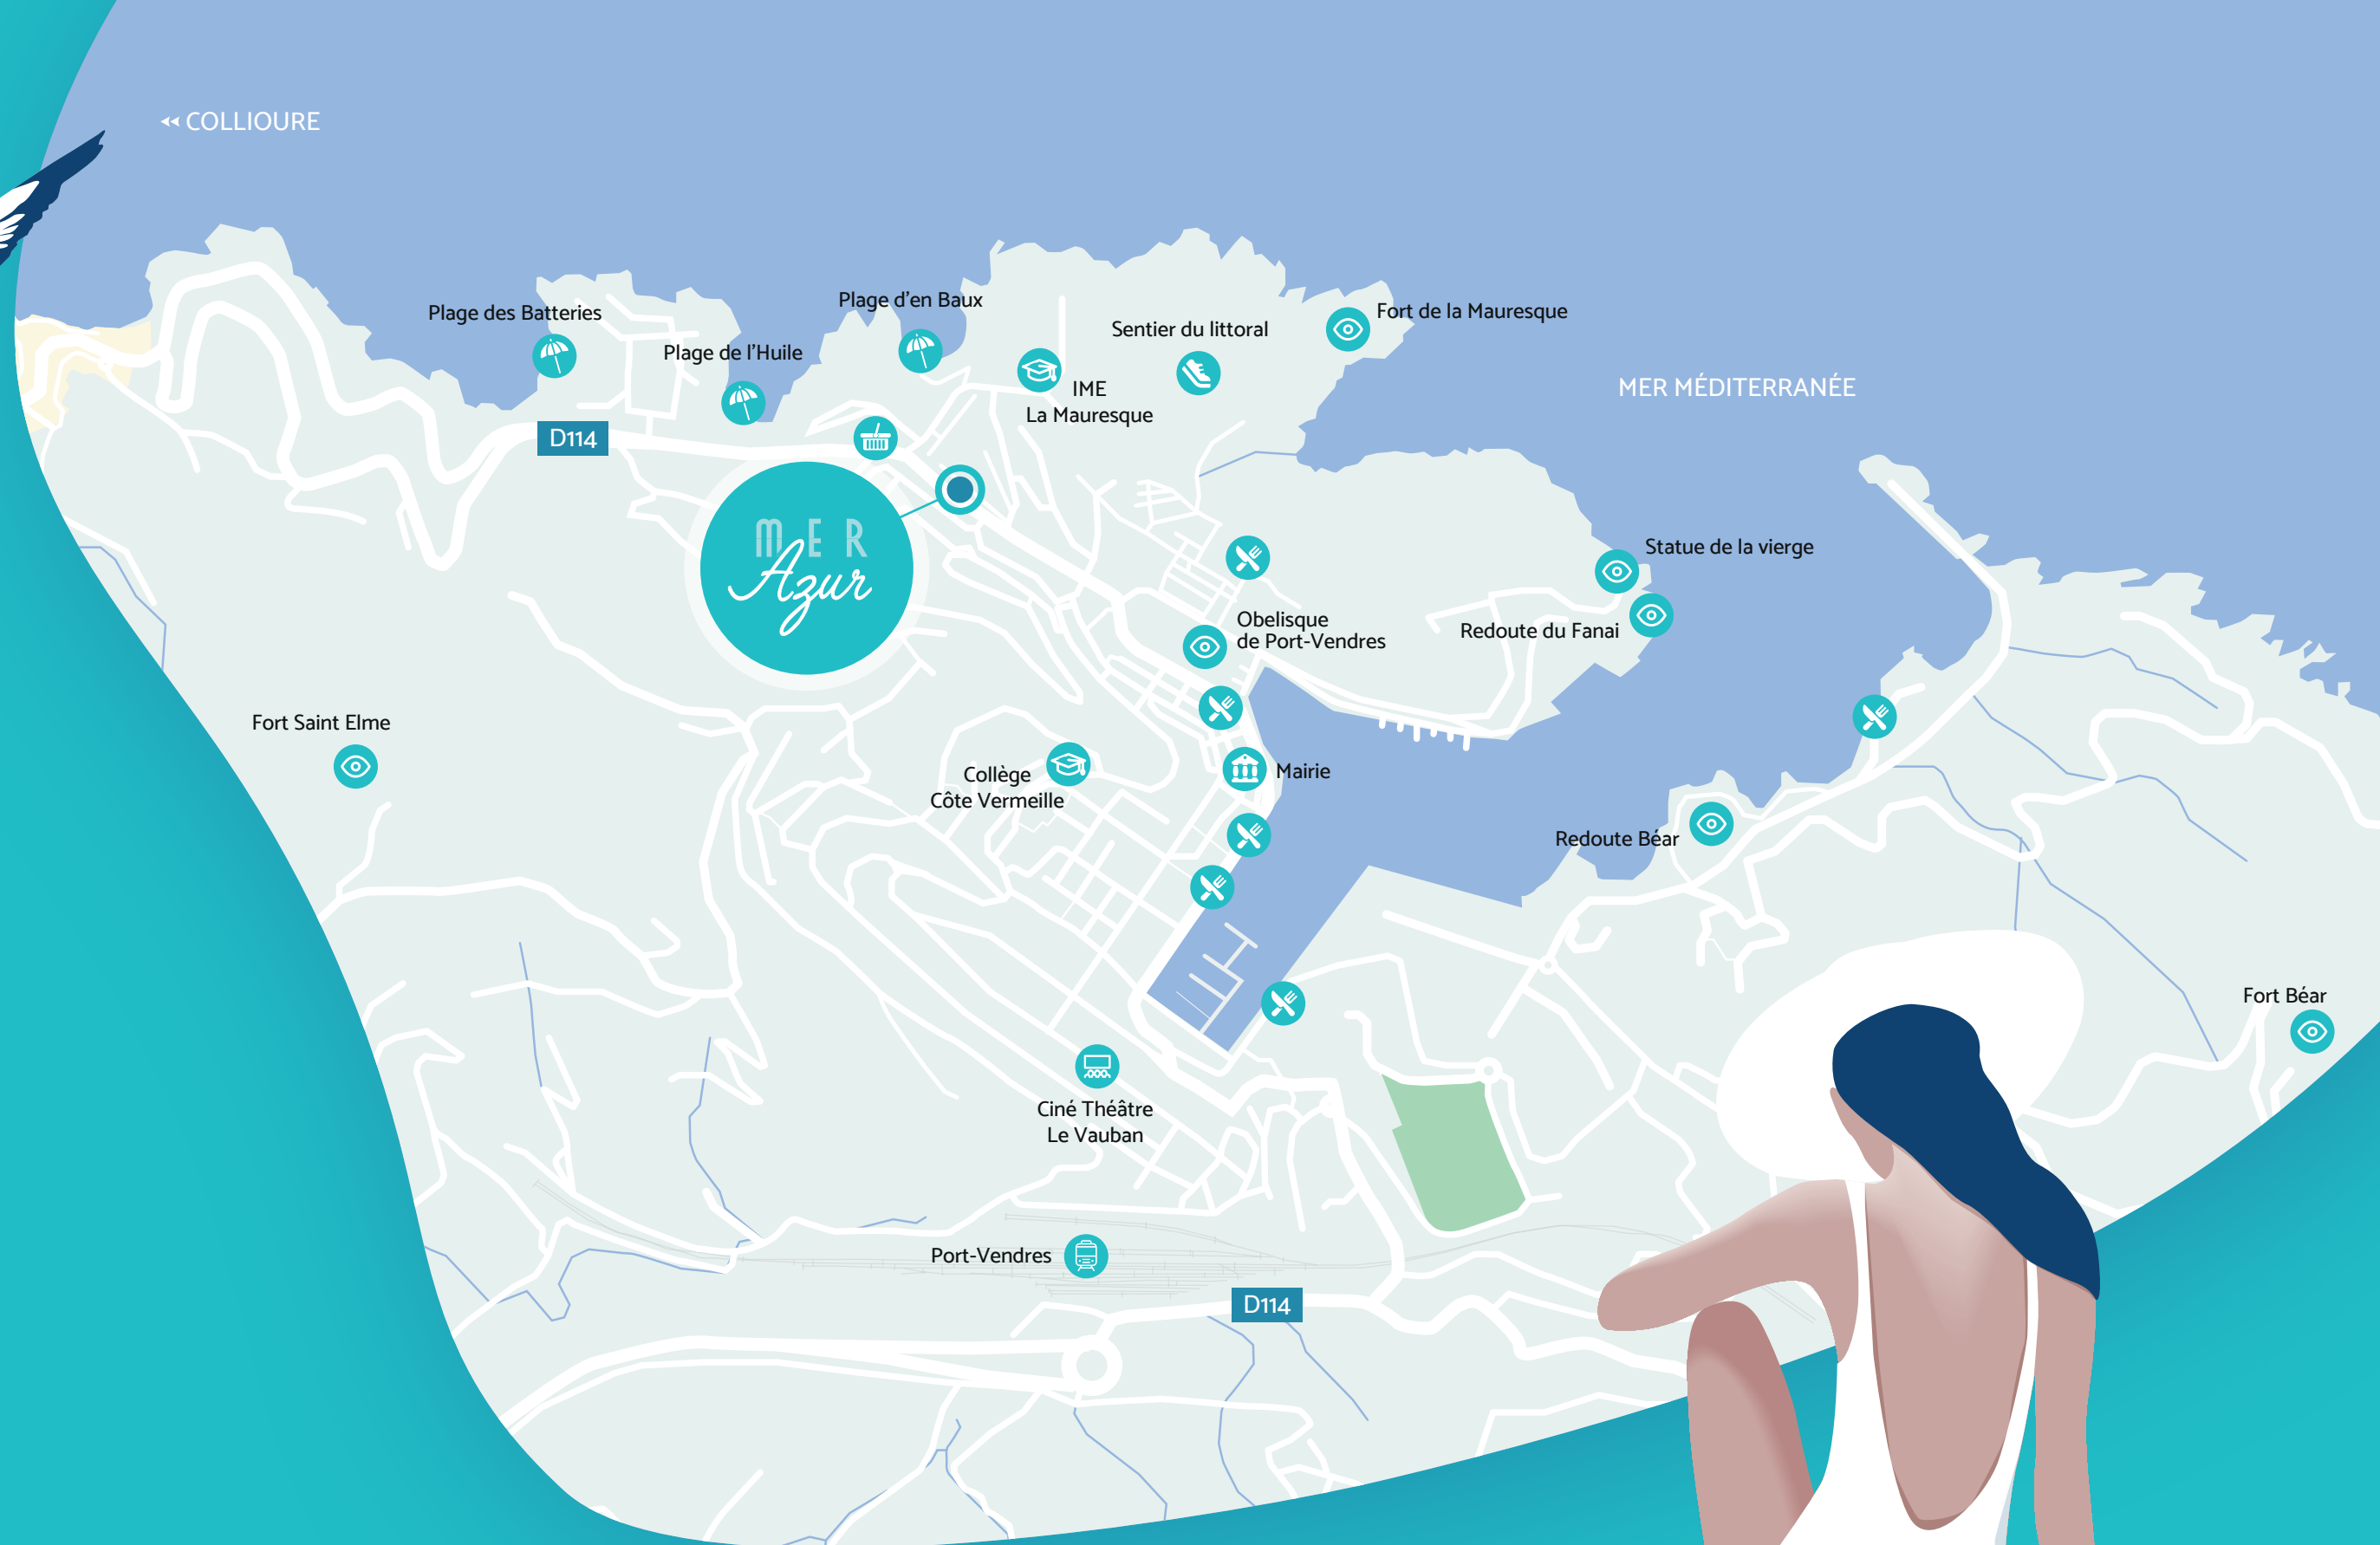 COLLIOURE
Plage des Batteries
Plage d'en Baux
Plage de l'Huile
Sentier du littoral
Fort de la Mauresque
IME
La Mauresque
MER MÉDITERRANÉE
D114
MER
Azur
Statue de la vierge
Obelisque
de Port-Vendres
Redoute du Fanai
Fort Saint Elme
Collège
Côte Vermeille
Mairie
Redoute Béar
Fort Béar
Ciné Théâtre
Le Vauban
Port-Vendres
D114